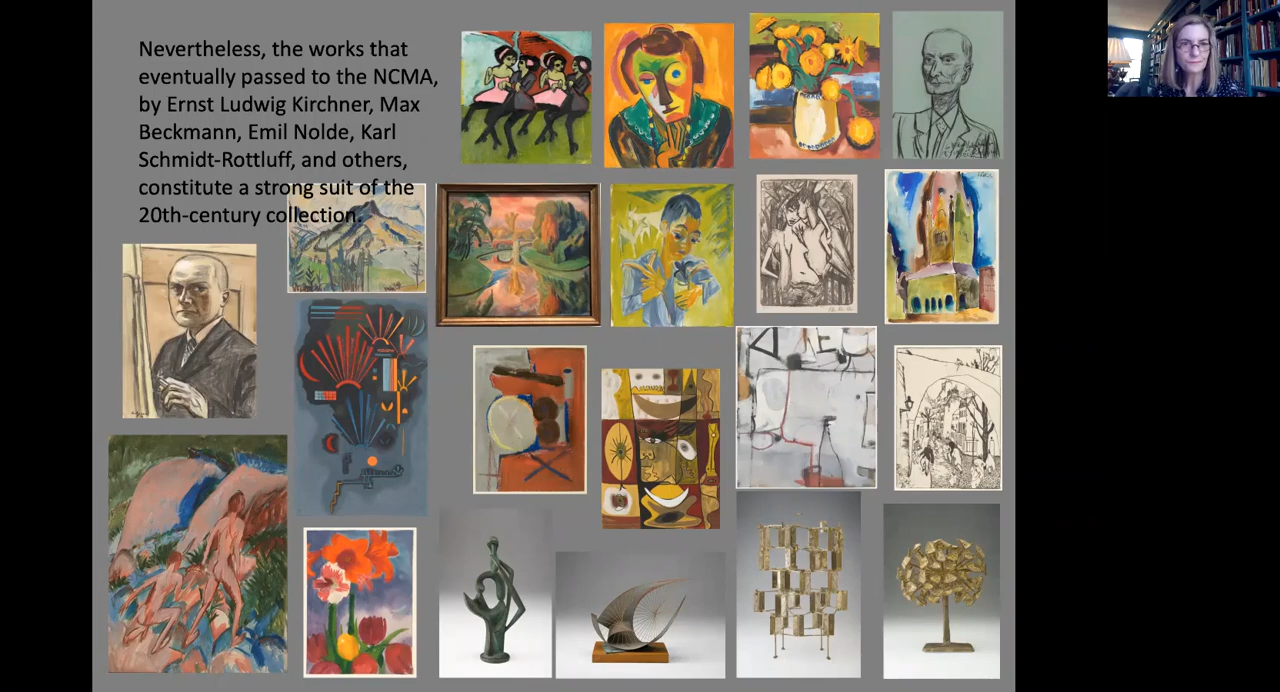 Nevertheless, the works that
eventually passed to the NCMA,
by Ernst Ludwig Kirchner, Max
Beckmann, Emil Nolde, Karl
Schmidt-Rottluff, and others,
constitute a strong suit of the
20th-century collection.